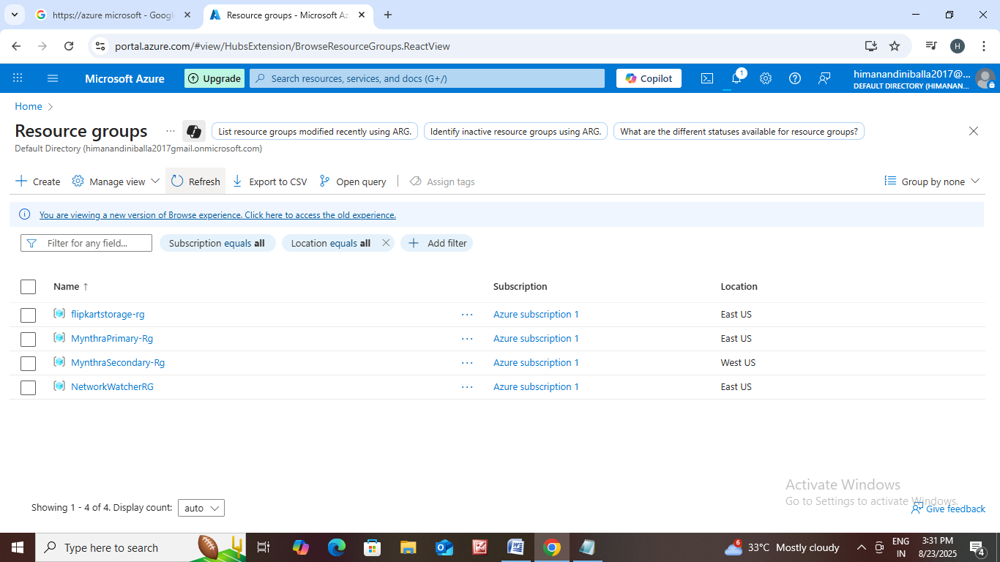 https://azure microsoft - Googl
Resource groups - Microsoft Az
portal.azure.com/#view/HubsExtension/BrowseResourceGroups.ReactView
H
Microsoft Azure
Upgrade
Search resources, services, and docs (G+/)
Copilot
1
himanandiniballa2017@...
DEFAULT DIRECTORY (HIMANAN...
Home
Resource groups
...
List resource groups modified recently using ARG.
Identify inactive resource groups using ARG.
What are the different statuses available for resource groups?
Default Directory (himanandiniballa2017gmail.onmicrosoft.com)
Create
Manage view
Refresh
Export to CSV
Open query
Assign tags
Group by none
You are viewing a new version of Browse experience. Click here to access the old experience.
Filter for any field...
Subscription equals all
Location equals all
Add filter
Name ↑ Subscription Location
flipkartstorage-rg ... Azure subscription 1 East US
MynthraPrimary-Rg ... Azure subscription 1 East US
MynthraSecondary-Rg ... Azure subscription 1 West US
NetworkWatcherRG ... Azure subscription 1 East US
Activate Windows
Go to Settings to activate Windows.
Showing 1 - 4 of 4. Display count: auto
Give feedback
Type here to search
6
33°C Mostly cloudy
ENG
IN
3:31 PM
8/23/2025
4